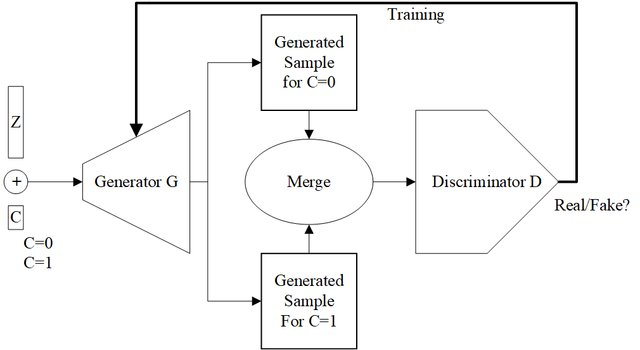 Training
Generated
Sample
for C=0
Z
+
Generator G
Merge
Discriminator D
Real/Fake?
C
C=0
C=1
Generated
Sample
For C=1